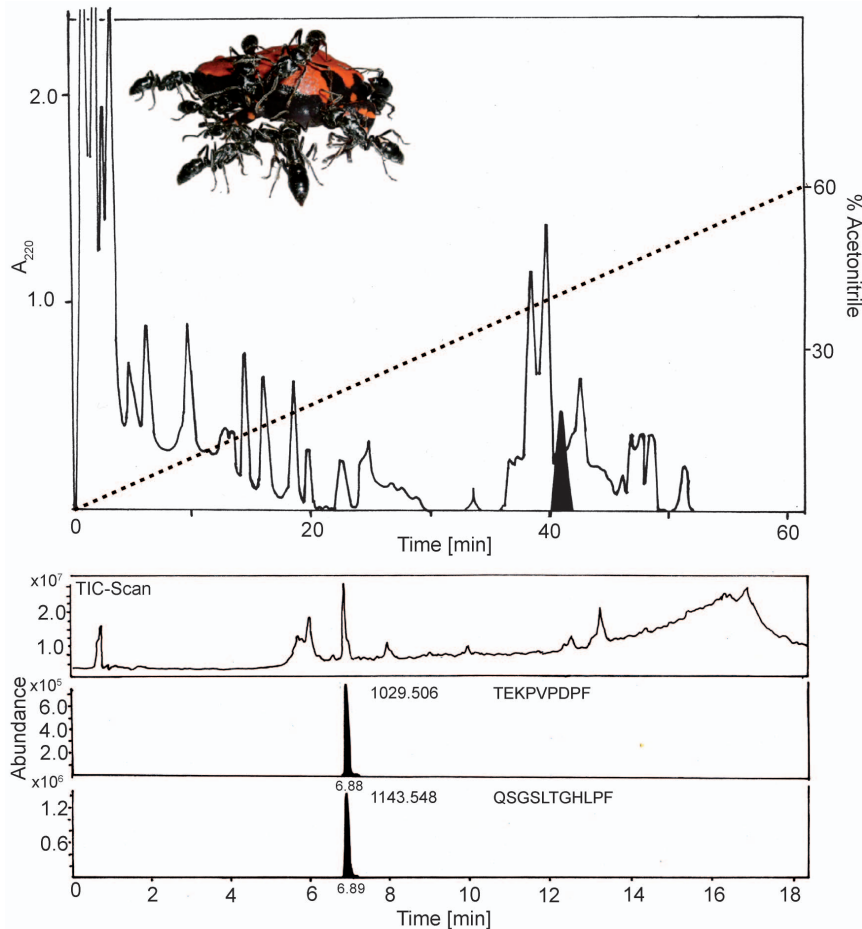 2.0
1.0
A220
60
30
% Acetonitrile
0 20 40 60
Time [min]
x10⁷
TIC-Scan
2.0
1.0
x10⁵
6.0
4.0
2.0
1029.506 TEKPVPDPF
6.88
x10⁶
1.2
0.6
1143.548 QSGSLTGHLPF
6.89
Abundance
0 2 4 6 8 10 12 14 16 18
Time [min]